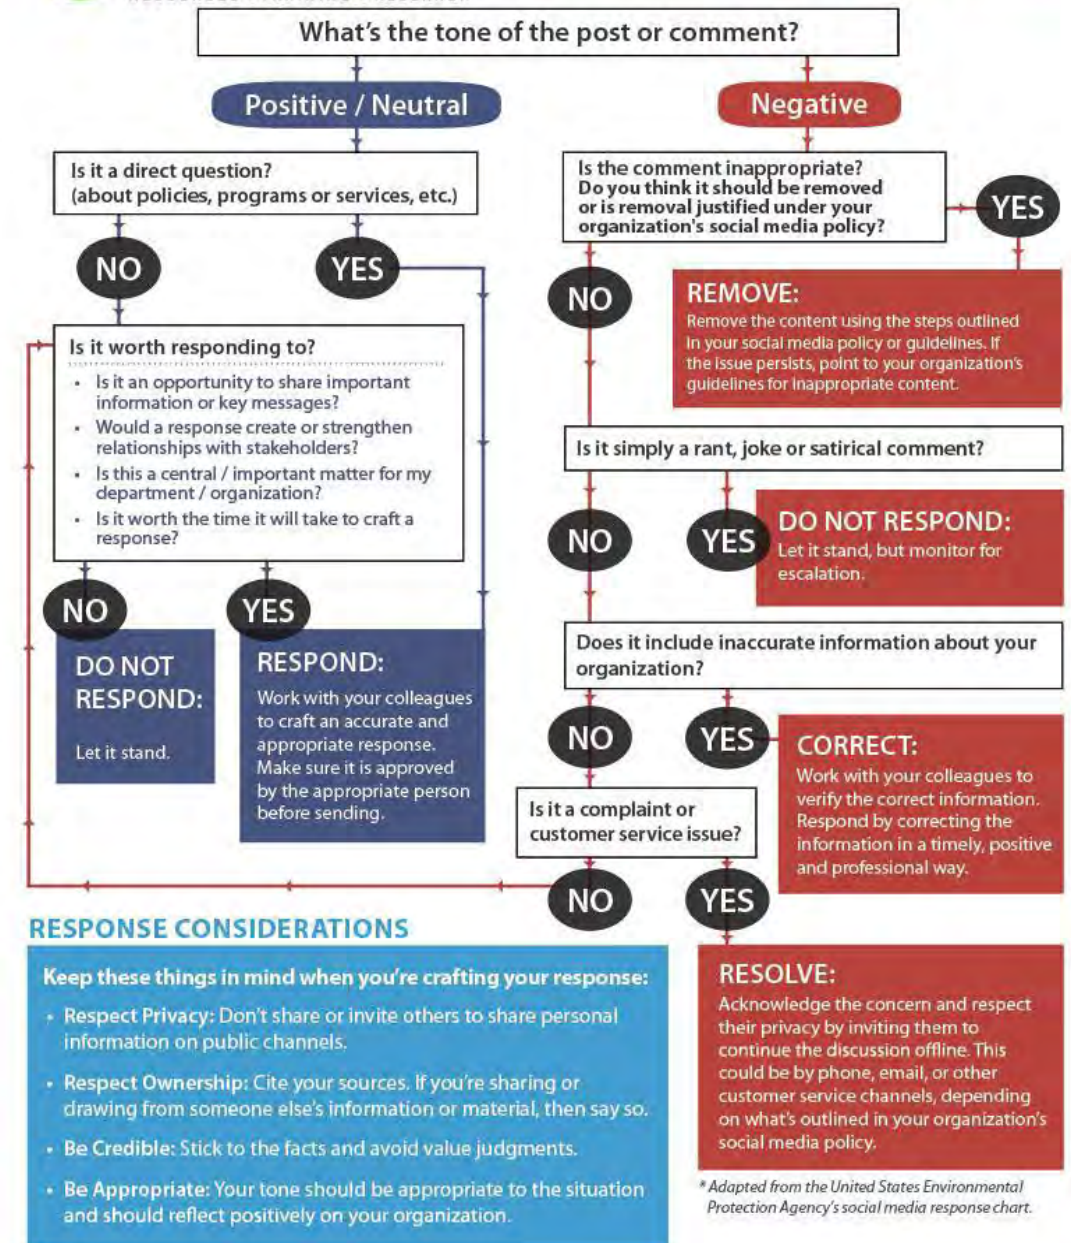 What's the tone of the post or comment?
Positive / Neutral
Negative
Is it a direct question?
(about policies, programs or services, etc.)
NO
YES
Is it worth responding to?
• Is it an opportunity to share important
information or key messages?
• Would a response create or strengthen
relationships with stakeholders?
• Is this a central / important matter for my
department / organization?
• Is it worth the time it will take to craft a
response?
NO
YES
DO NOT
RESPOND:
Let it stand.
RESPOND:
Work with your colleagues
to craft an accurate and
appropriate response.
Make sure it is approved
by the appropriate person
before sending.
Is the comment inappropriate?
Do you think it should be removed
or is removal justified under your
organization's social media policy?
YES
NO
REMOVE:
Remove the content using the steps outlined
in your social media policy or guidelines. If
the issue persists, point to your organization's
guidelines for inappropriate content.
Is it simply a rant, joke or satirical comment?
NO
YES
DO NOT RESPOND:
Let it stand, but monitor for
escalation.
Does it include inaccurate information about your
organization?
NO
YES
CORRECT:
Work with your colleagues to
verify the correct information.
Respond by correcting the
information in a timely, positive
and professional way.
Is it a complaint or
customer service issue?
NO
YES
RESOLVE:
Acknowledge the concern and respect
their privacy by inviting them to
continue the discussion offline. This
could be by phone, email, or other
customer service channels, depending
on what's outlined in your organization's
social media policy.
* Adapted from the United States Environmental
Protection Agency's social media response chart.
RESPONSE CONSIDERATIONS
Keep these things in mind when you're crafting your response:
• Respect Privacy: Don't share or invite others to share personal
information on public channels.
• Respect Ownership: Cite your sources. If you're sharing or
drawing from someone else's information or material, then say so.
• Be Credible: Stick to the facts and avoid value judgments.
• Be Appropriate: Your tone should be appropriate to the situation
and should reflect positively on your organization.